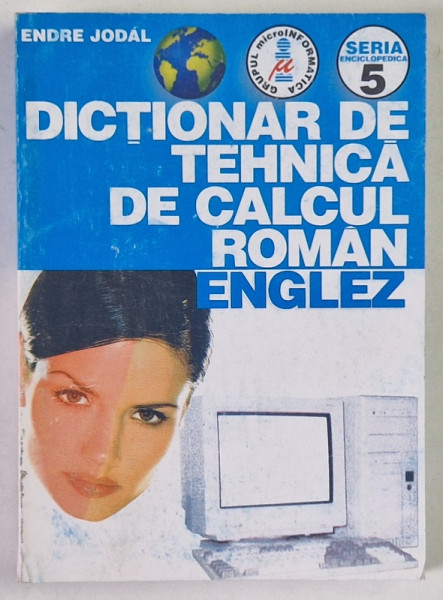 ENDRE JODÁL
GRUPUL microINFORMATICA
µ
SERIA
ENCICLOPEDICA
5
DICȚIONAR DE
TEHNICĂ
DE CALCUL
ROMÂN
ENGLEZ